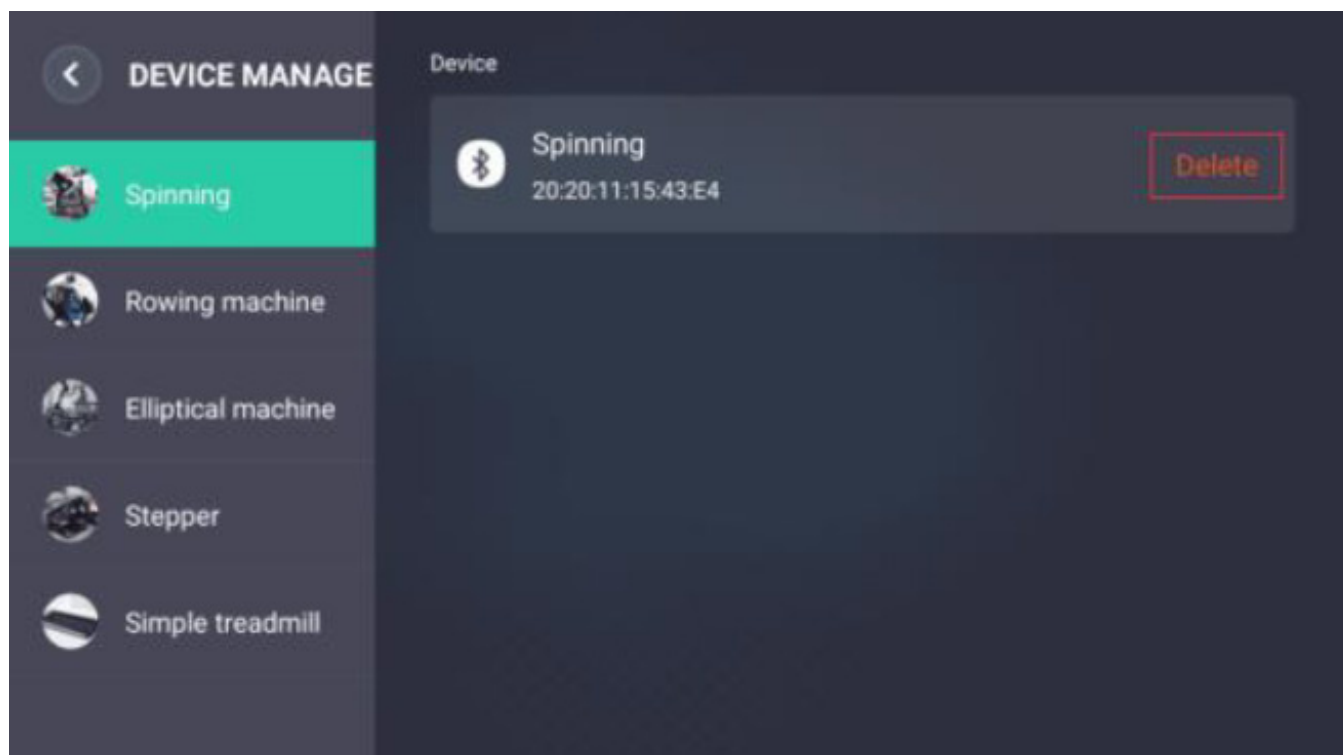 DEVICE MANAGE
Spinning
Rowing machine
Elliptical machine
Stepper
Simple treadmill
Device
Spinning
20:20:11:15:43:E4
Delete